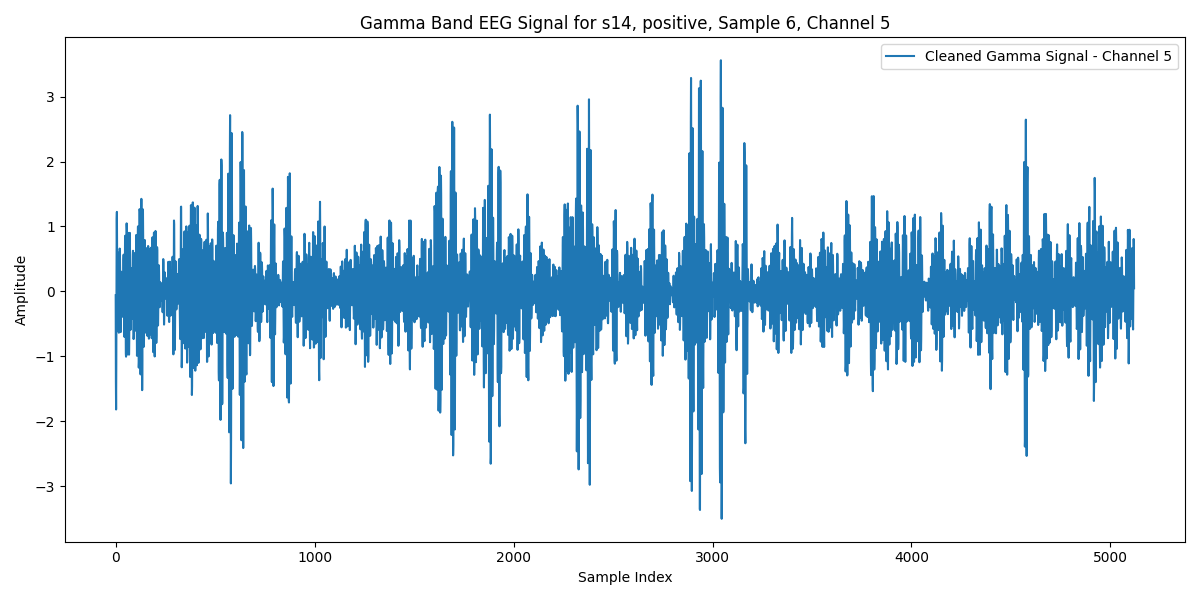 Gamma Band EEG Signal for s14, positive, Sample 6, Channel 5
Cleaned Gamma Signal - Channel 5
Amplitude
3
2
1
0
−1
−2
−3
0 1000 2000 3000 4000 5000
Sample Index